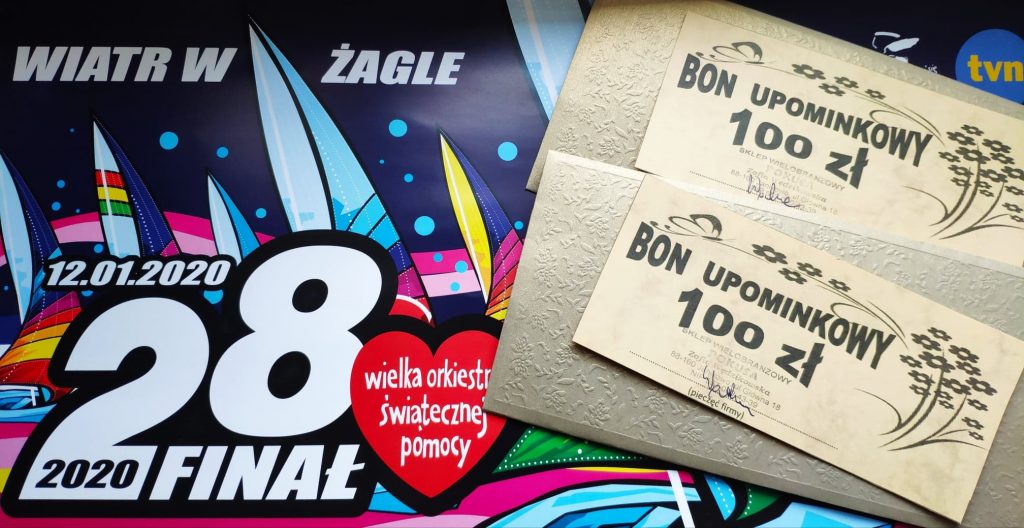 WIATR W ŻAGLE
12.01.2020
28
2020 FINAŁ
wielka orkiestr
świątecznej
pomocy
tvn
BON UPOMINKOWY
100 zł
SKLEP WIELOBRANŻOWY
BON UPOMINKOWY
100 zł
SKLEP WIELOBRANŻOWY
(pieczęć firmy)